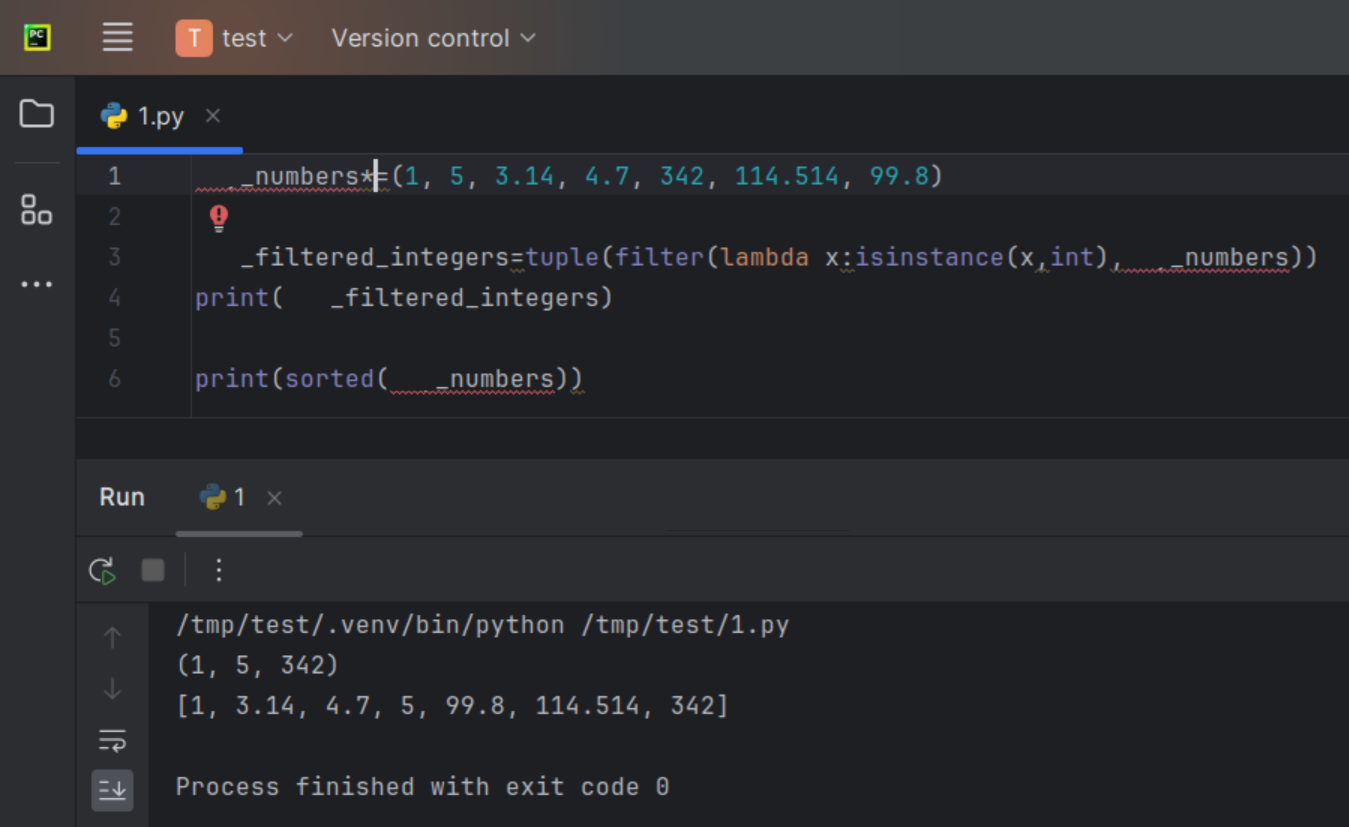 PC
T test Version control
1.py ×
1 _numbers*=(1, 5, 3.14, 4.7, 342, 114.514, 99.8)
2
3 _filtered_integers=tuple(filter(lambda x:isinstance(x,int), _numbers))
4 print(   _filtered_integers)
5
6 print(sorted(   _numbers))
Run 1 ×
/tmp/test/.venv/bin/python /tmp/test/1.py
(1, 5, 342)
[1, 3.14, 4.7, 5, 99.8, 114.514, 342]
Process finished with exit code 0